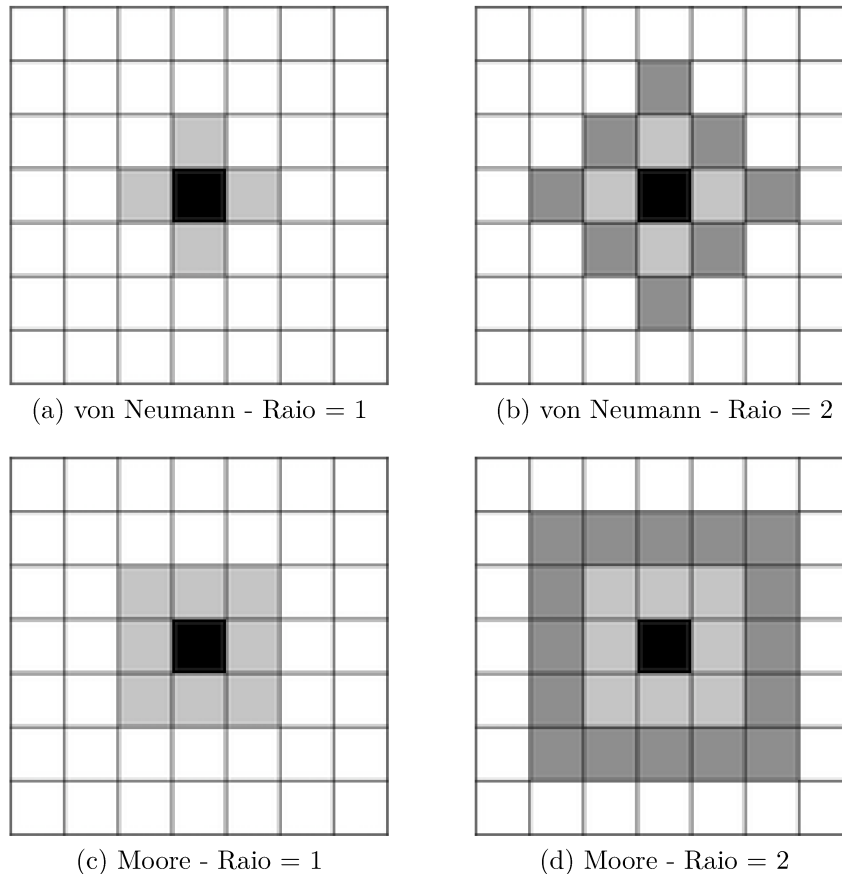 (a) von Neumann - Raio = 1
(b) von Neumann - Raio = 2
(c) Moore - Raio = 1
(d) Moore - Raio = 2